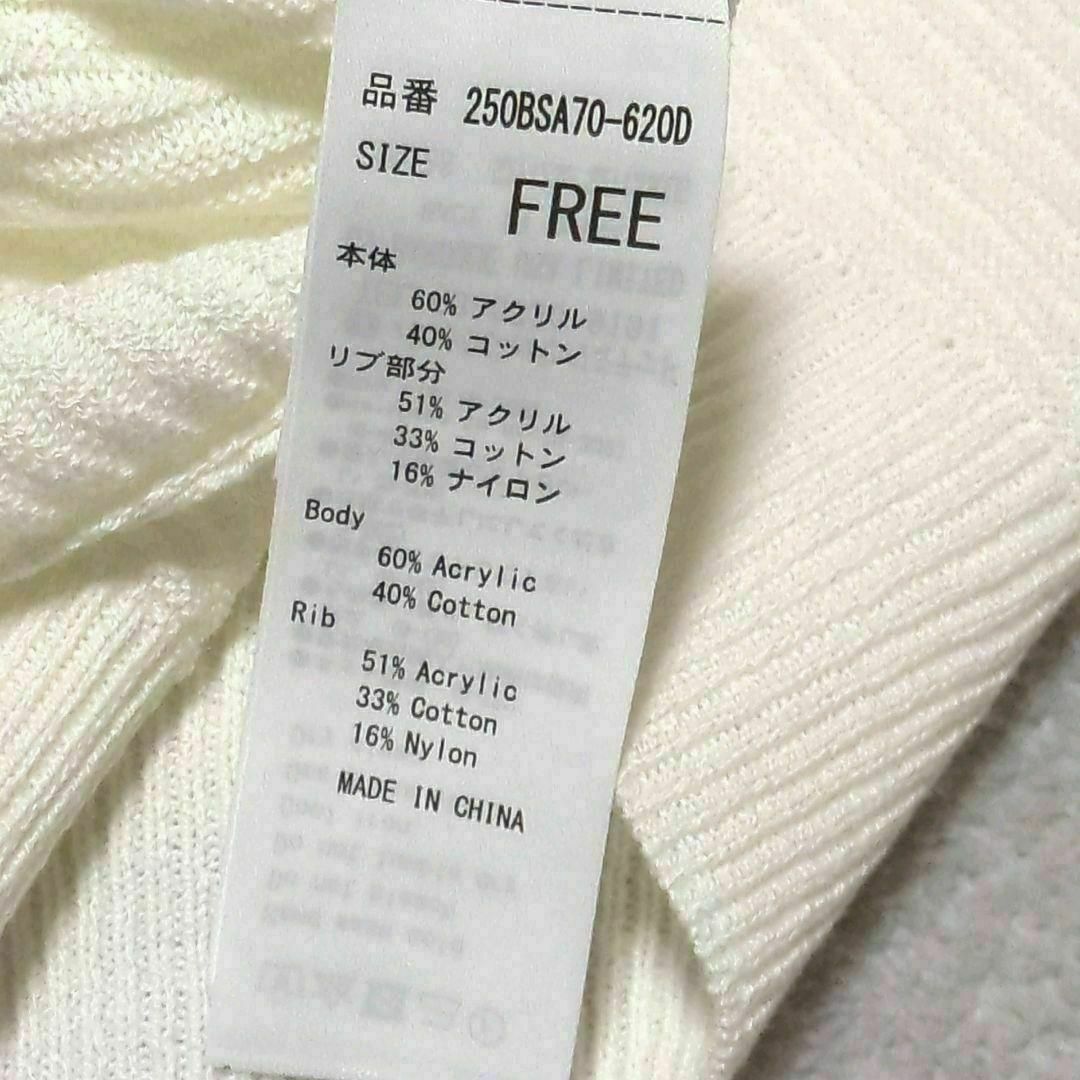 品番 250BSA70-620D
SIZE
FREE
本体
60% アクリル
40% コットン
リブ部分
51% アクリル
33% コットン
16% ナイロン
Body
60% Acrylic
40% Cotton
Rib
51% Acrylic
33% Cotton
16% Nylon
MADE IN CHINA